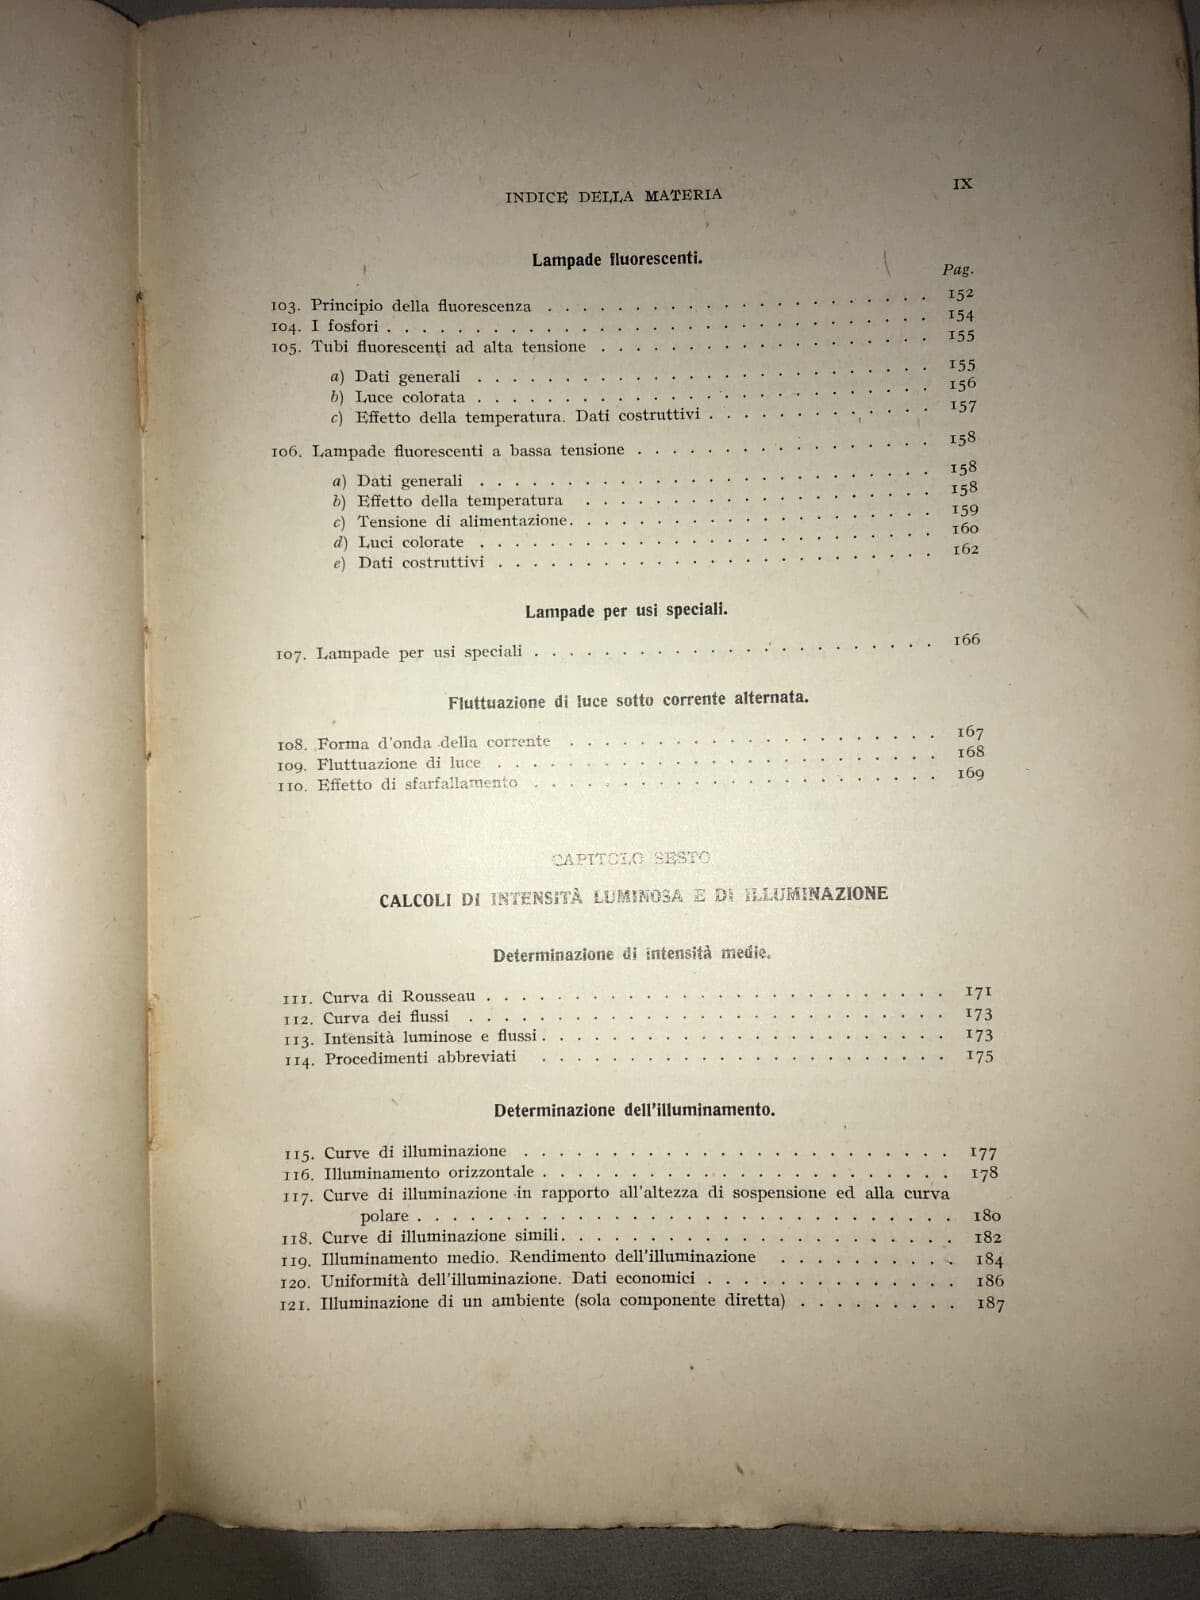 INDICE DELLA MATERIA IX
Lampade fluorescenti.
Pag.
103. Principio della fluorescenza . . . . . . . . . . . . . . . . . . . . . . 152
104. I fosfori . . . . . . . . . . . . . . . . . . . . . . . . . . . . 154
105. Tubi fluorescenti ad alta tensione . . . . . . . . . . . . . . . . . . . 155
a) Dati generali . . . . . . . . . . . . . . . . . . . . . . . . 155
b) Luce colorata . . . . . . . . . . . . . . . . . . . . . . . . 156
c) Effetto della temperatura. Dati costruttivi . . . . . . . . . . . . 157
106. Lampade fluorescenti a bassa tensione . . . . . . . . . . . . . . . . . 158
a) Dati generali . . . . . . . . . . . . . . . . . . . . . . . . 158
b) Effetto della temperatura . . . . . . . . . . . . . . . . . . . 158
c) Tensione di alimentazione . . . . . . . . . . . . . . . . . . . 159
d) Luci colorate . . . . . . . . . . . . . . . . . . . . . . . . 160
e) Dati costruttivi . . . . . . . . . . . . . . . . . . . . . . . 162
Lampade per usi speciali.
107. Lampade per usi speciali . . . . . . . . . . . . . . . . . . . . . . 166
Fluttuazione di luce sotto corrente alternata.
108. Forma d'onda della corrente . . . . . . . . . . . . . . . . . . . . 167
109. Fluttuazione di luce . . . . . . . . . . . . . . . . . . . . . . . 168
110. Effetto di sfarfallamento . . . . . . . . . . . . . . . . . . . . . 169
CAPITOLO SESTO
CALCOLI DI INTENSITÀ LUMINOSA E DI ILLUMINAZIONE
Determinazione di intensità medie.
111. Curva di Rousseau . . . . . . . . . . . . . . . . . . . . . . . . 171
112. Curva dei flussi . . . . . . . . . . . . . . . . . . . . . . . . . 173
113. Intensità luminose e flussi . . . . . . . . . . . . . . . . . . . . . 173
114. Procedimenti abbreviati . . . . . . . . . . . . . . . . . . . . . . 175
Determinazione dell'illuminamento.
115. Curve di illuminazione . . . . . . . . . . . . . . . . . . . . . . 177
116. Illuminamento orizzontale . . . . . . . . . . . . . . . . . . . . . 178
117. Curve di illuminazione in rapporto all'altezza di sospensione ed alla curva
polare . . . . . . . . . . . . . . . . . . . . . . . . . . . 180
118. Curve di illuminazione simili . . . . . . . . . . . . . . . . . . . . 182
119. Illuminamento medio. Rendimento dell'illuminazione . . . . . . . . . . 184
120. Uniformità dell'illuminazione. Dati economici . . . . . . . . . . . . . 186
121. Illuminazione di un ambiente (sola componente diretta) . . . . . . . . . 187